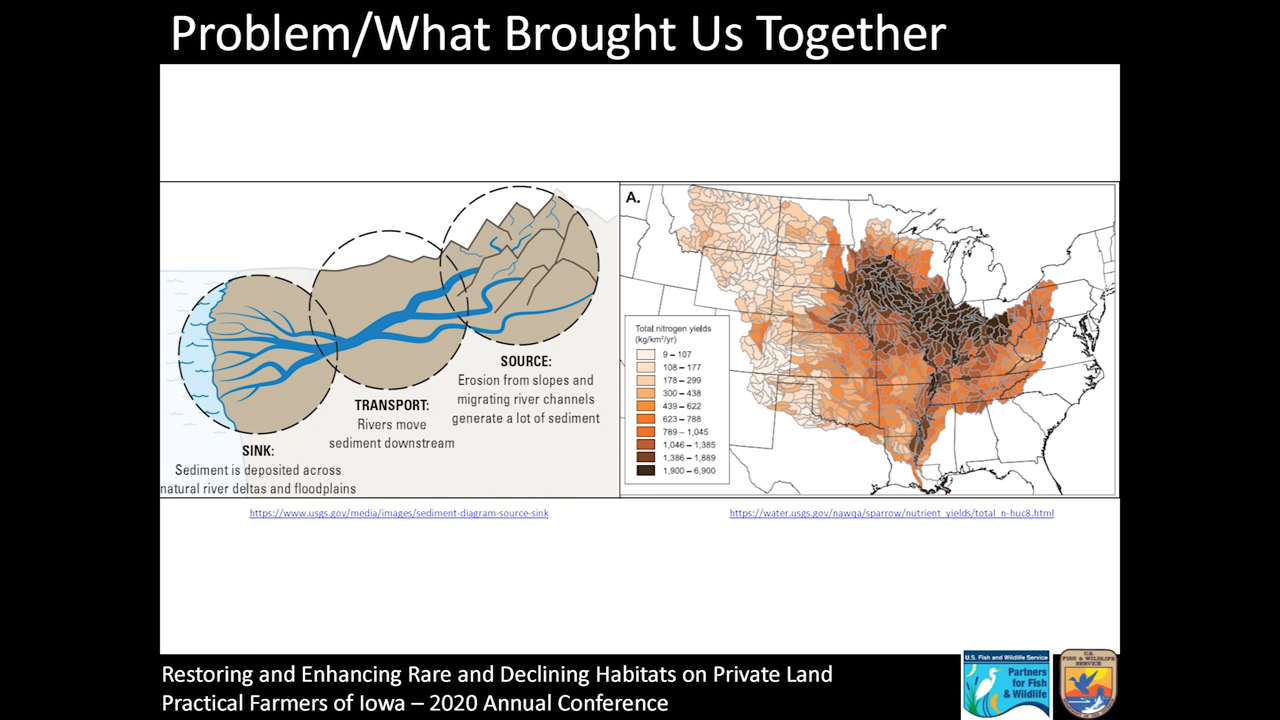 Problem/What Brought Us Together
SOURCE:
Erosion from slopes and
migrating river channels
generate a lot of sediment
TRANSPORT:
Rivers move
sediment downstream
SINK:
Sediment is deposited across
natural river deltas and floodplains
A.
Total nitrogen yields
(kg/km²/yr)
9 – 107
108 – 177
178 – 299
300 – 438
439 – 622
623 – 788
789 – 1,045
1,046 – 1,385
1,386 – 1,889
1,900 – 6,900
https://www.usgs.gov/media/images/sediment-diagram-source-sink
https://water.usgs.gov/nawqa/sparrow/nutrient_yields/total_n-huc8.html
Restoring and Enhancing Rare and Declining Habitats on Private Land
Practical Farmers of Iowa – 2020 Annual Conference
U.S. Fish and Wildlife Service
Partners
for Fish
& Wildlife
U.S.
FISH & WILDLIFE
SERVICE